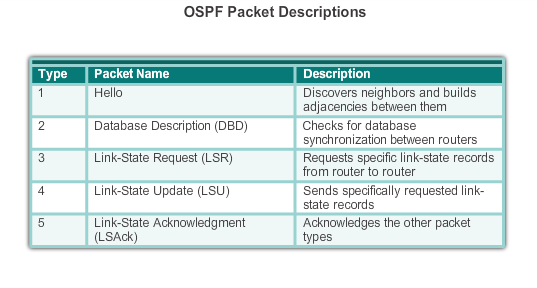 OSPF Packet Descriptions
Type Packet Name Description
1 Hello Discovers neighbors and builds
adjacencies between them
2 Database Description (DBD) Checks for database
synchronization between routers
3 Link-State Request (LSR) Requests specific link-state records
from router to router
4 Link-State Update (LSU) Sends specifically requested link-
state records
5 Link-State Acknowledgment Acknowledges the other packet
(LSAck) types